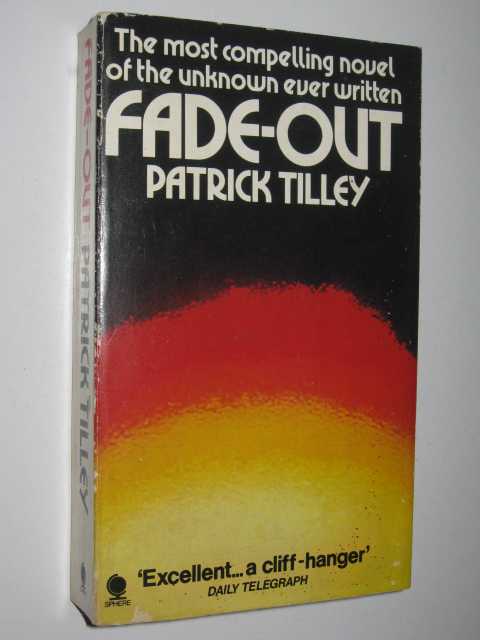 The most compelling novel
of the unknown ever written
FADE-OUT
PATRICK TILLEY
'Excellent... a cliff-hanger'
DAILY TELEGRAPH
SPHERE
FADE-OUT PATRICK TILLEY